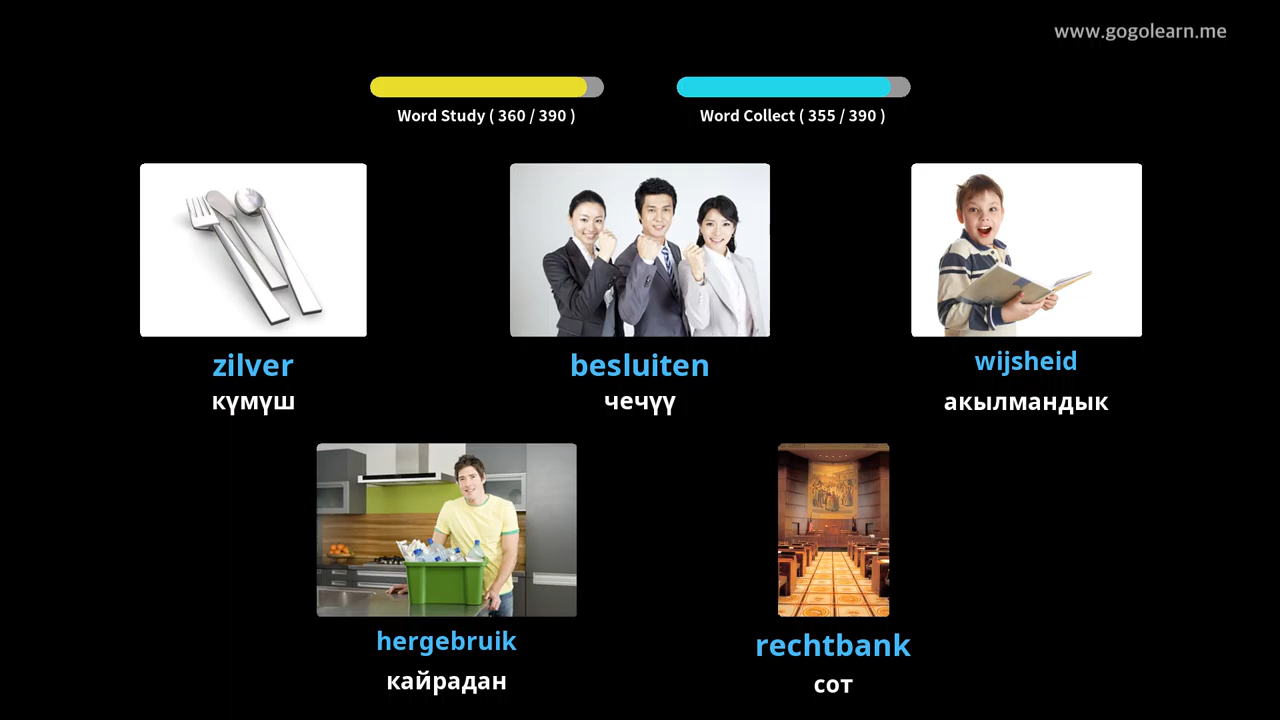 www.gogolearn.me
Word Study ( 360 / 390 )
Word Collect ( 355 / 390 )
zilver
күмүш
besluiten
чечүү
wijsheid
акылмандык
hergebruik
кайрадан
rechtbank
сот